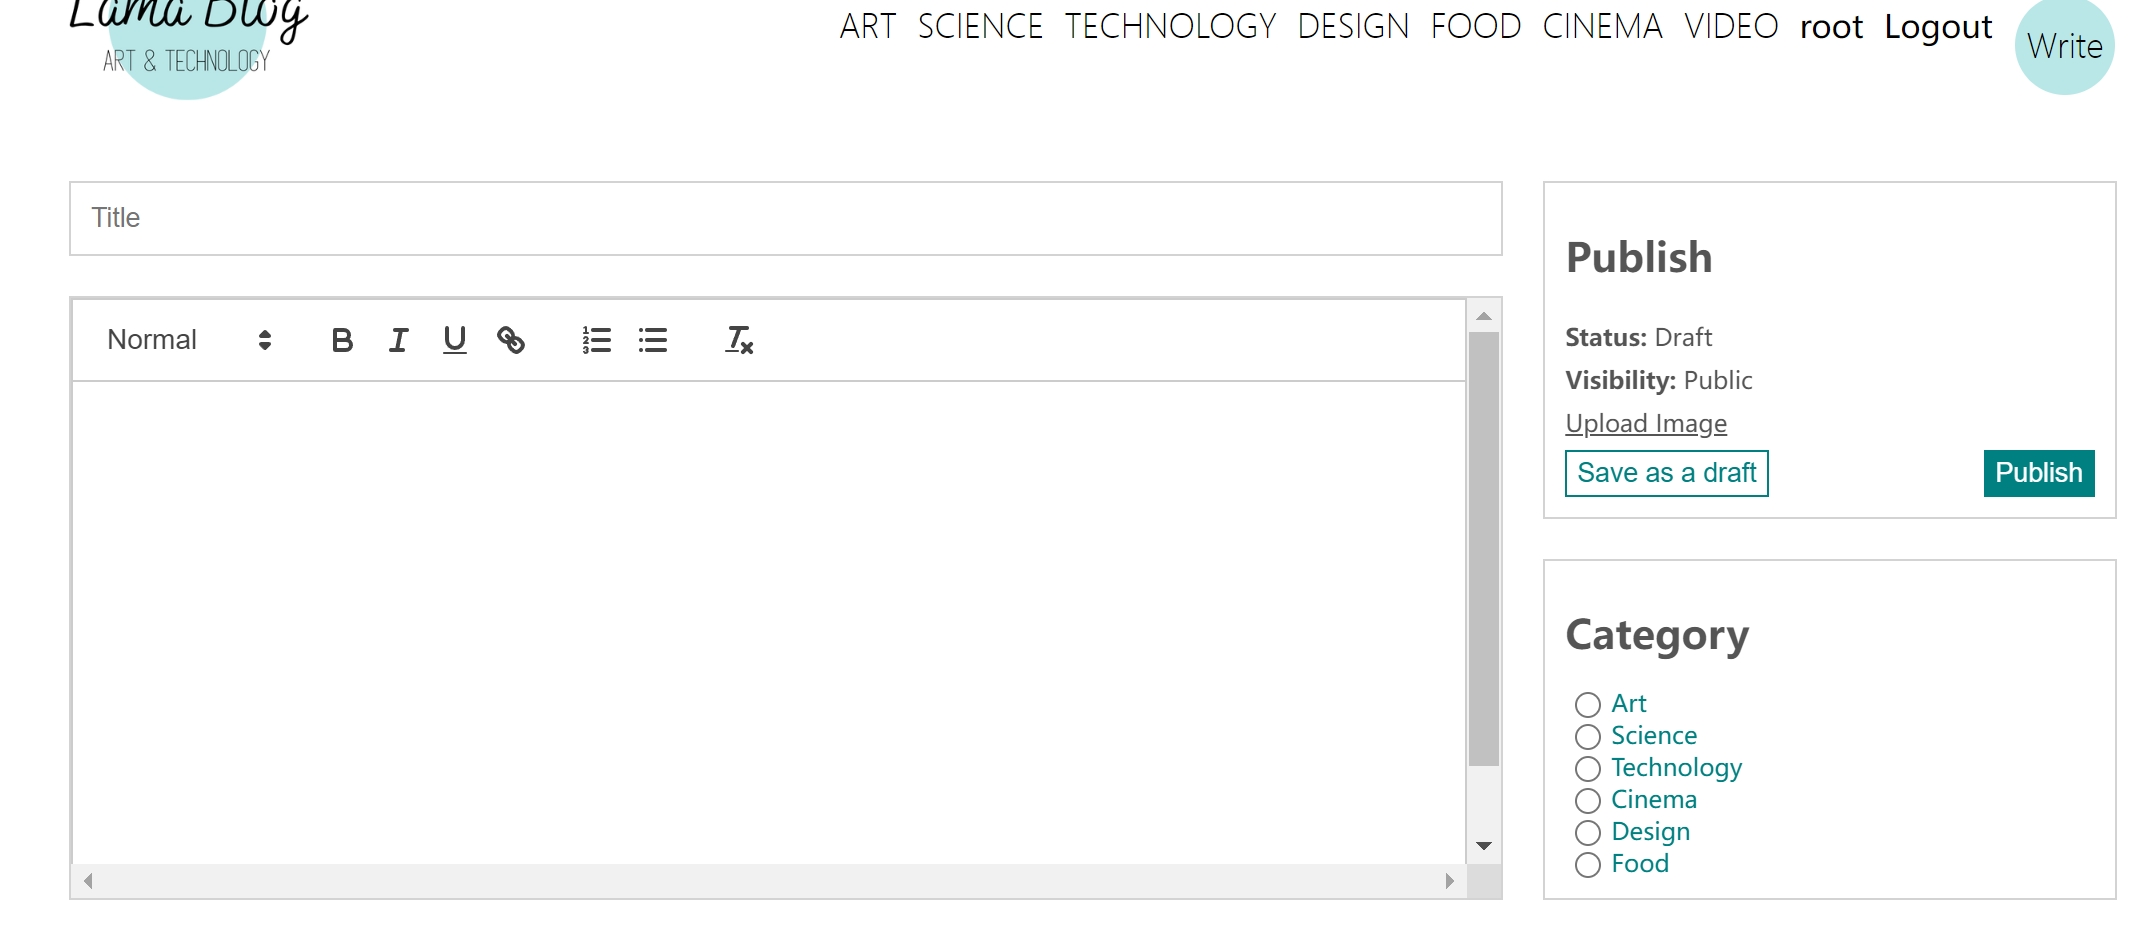 Lama Blog
ART & TECHNOLOGY
ART SCIENCE TECHNOLOGY DESIGN FOOD CINEMA VIDEO root Logout Write
Title
Normal
Publish
Status: Draft
Visibility: Public
Upload Image
Save as a draft Publish
Category
Art
Science
Technology
Cinema
Design
Food